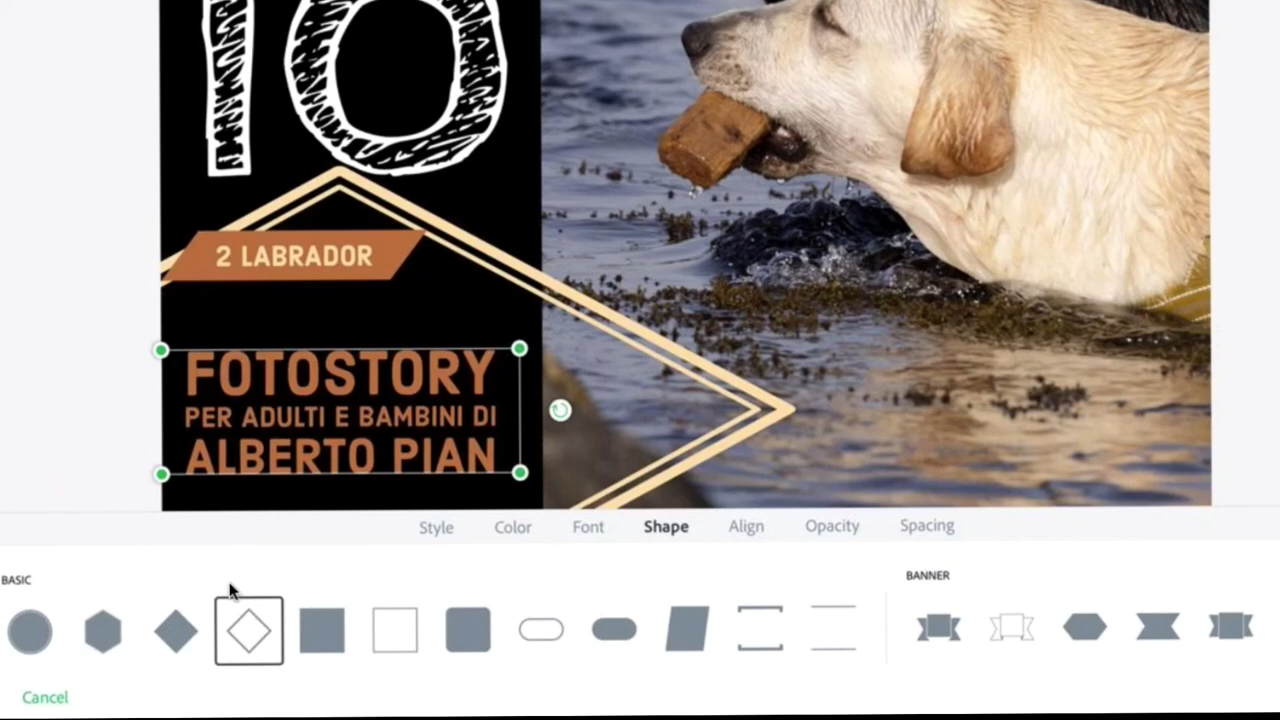 10
2 LABRADOR
FOTOSTORY
PER ADULTI E BAMBINI DI
ALBERTO PIAN
Style Color Font Shape Align Opacity Spacing
BASIC
BANNER
Cancel